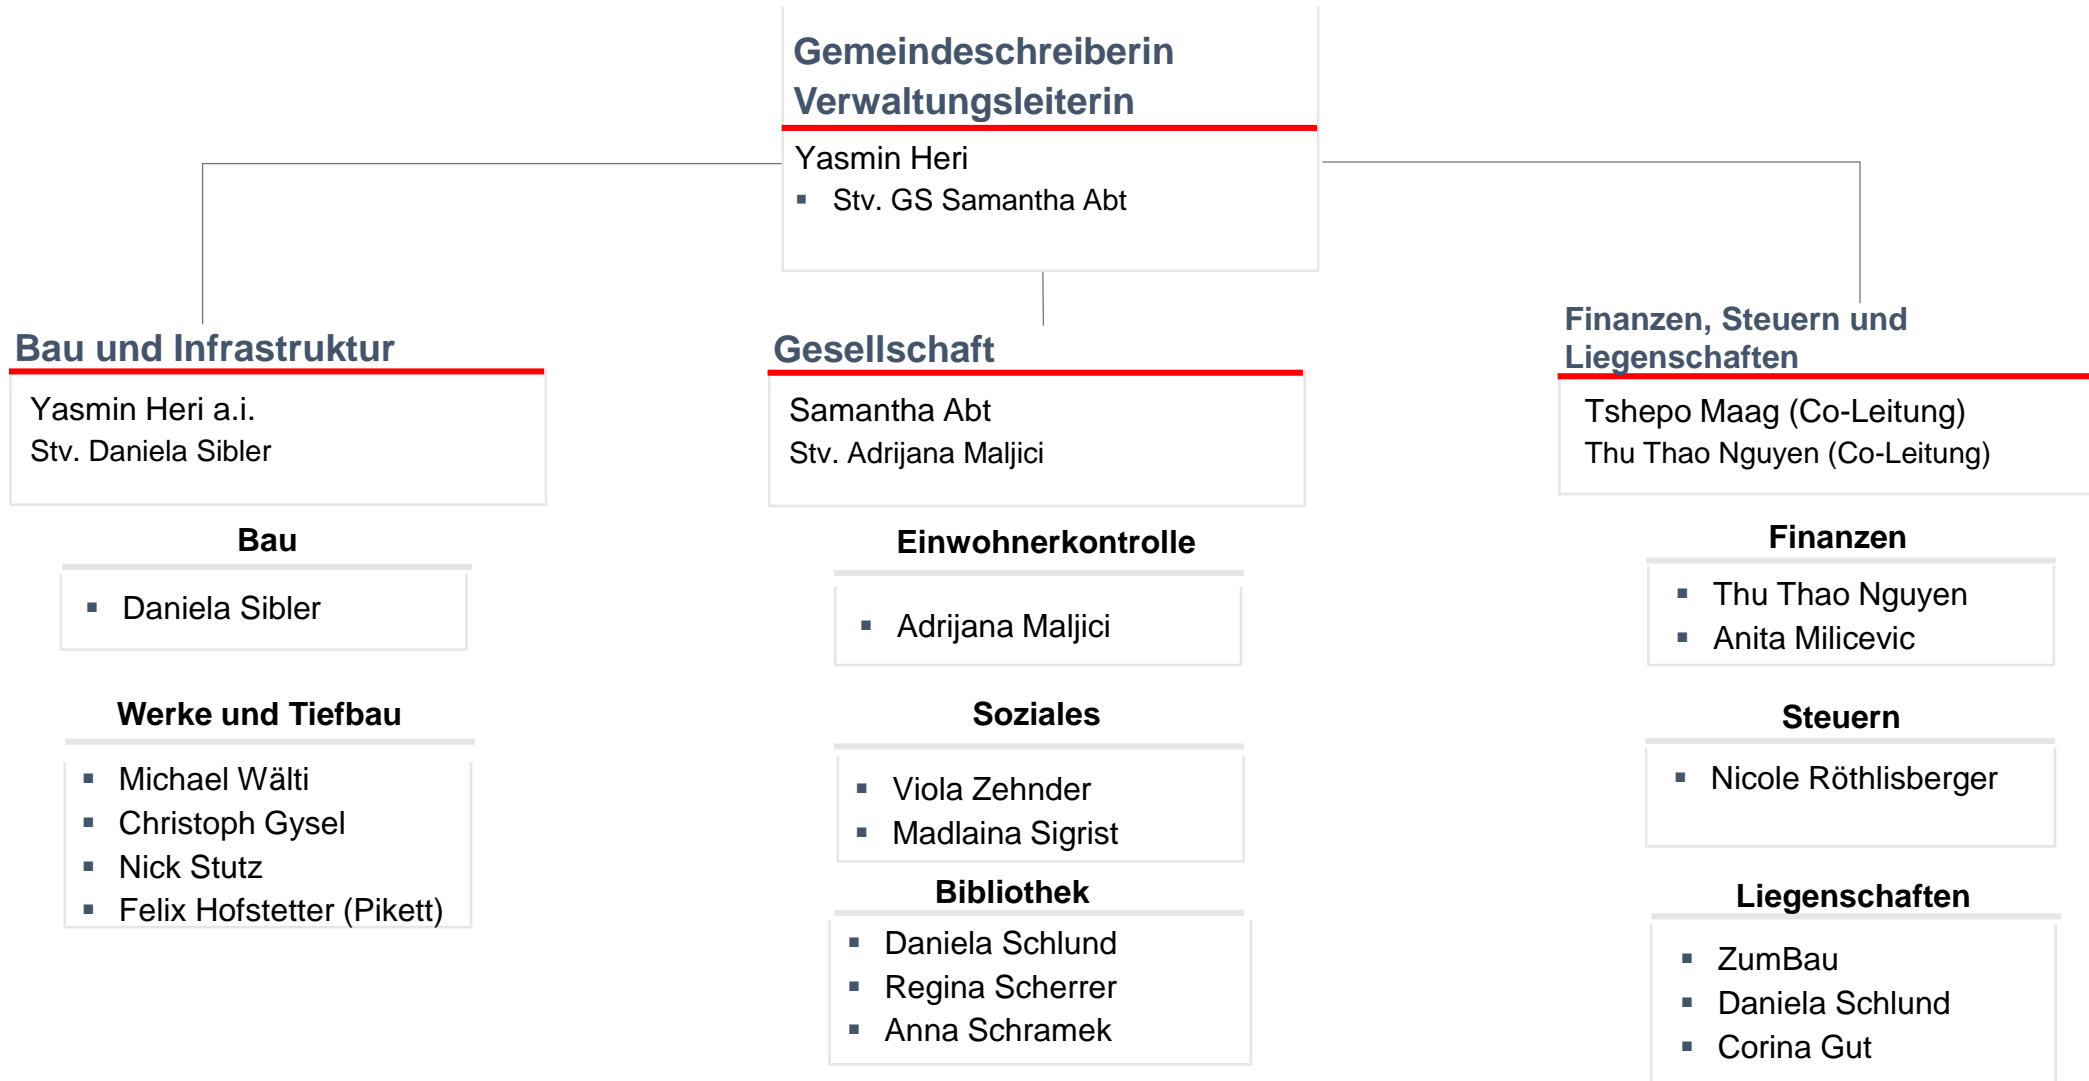 Gemeindeschreiberin
Verwaltungsleiterin
Yasmin Heri
▪ Stv. GS Samantha Abt
Bau und Infrastruktur
Yasmin Heri a.i.
Stv. Daniela Sibler
Bau
▪ Daniela Sibler
Werke und Tiefbau
▪ Michael Wälti
▪ Christoph Gysel
▪ Nick Stutz
▪ Felix Hofstetter (Pikett)
Gesellschaft
Samantha Abt
Stv. Adrijana Maljici
Einwohnerkontrolle
▪ Adrijana Maljici
Soziales
▪ Viola Zehnder
▪ Madlaina Sigrist
Bibliothek
▪ Daniela Schlund
▪ Regina Scherrer
▪ Anna Schramek
Finanzen, Steuern und
Liegenschaften
Tshepo Maag (Co-Leitung)
Thu Thao Nguyen (Co-Leitung)
Finanzen
▪ Thu Thao Nguyen
▪ Anita Milicevic
Steuern
▪ Nicole Röthlisberger
Liegenschaften
▪ ZumBau
▪ Daniela Schlund
▪ Corina Gut